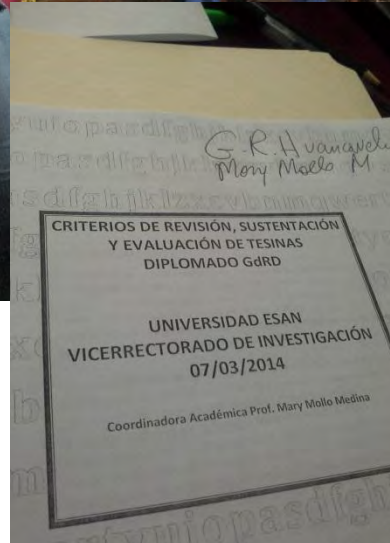 G.R. Huancaveli
Mary Mollo M
CRITERIOS DE REVISIÓN, SUSTENTACIÓN
Y EVALUACIÓN DE TESINAS
DIPLOMADO GdRD
UNIVERSIDAD ESAN
VICERRECTORADO DE INVESTIGACIÓN
07/03/2014
Coordinadora Académica Prof. Mary Mollo Medina